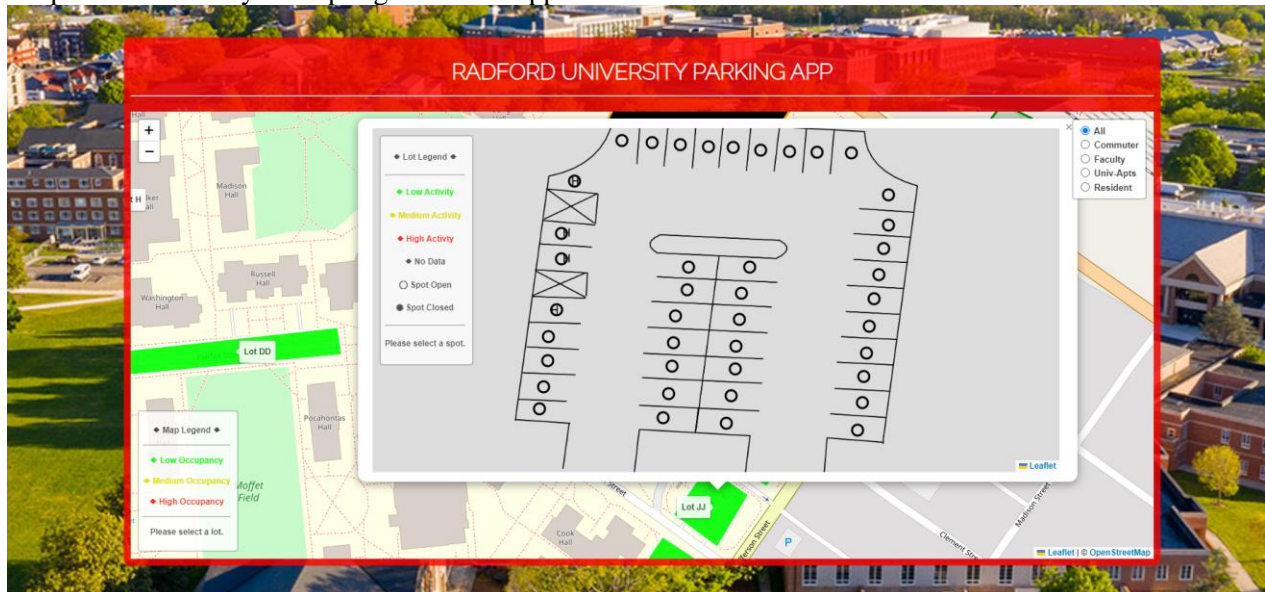 RADFORD UNIVERSITY PARKING APP
+
−
Hall
Madison
Hall
Russell
Hall
Washington
Hall
Lot DD
Pocahontas
Hall
Moffet
Field
◆ Map Legend ◆
◆ Low Occupancy
◆ Medium Occupancy
◆ High Occupancy
Please select a lot.
◆ Lot Legend ◆
◆ Low Activity
◆ Medium Activity
◆ High Activty
◆ No Data
Spot Open
Spot Closed
Please select a spot.
×
All
Commuter
Faculty
Univ-Apts
Resident
Leaflet
Lot JJ
Street
Cook
Hall
P
Street
Madison Street
Leaflet | © OpenStreetMap